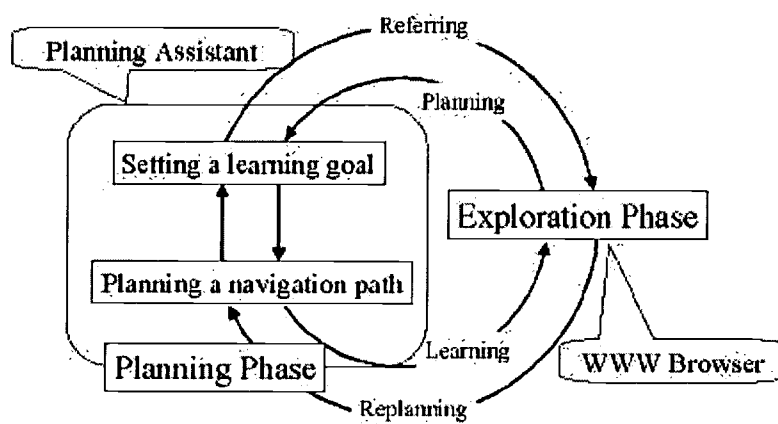 Referring
Planning Assistant
Planning
Setting a learning goal
Exploration Phase
Planning a navigation path
Learning
WWW Browser
Planning Phase
Replanning